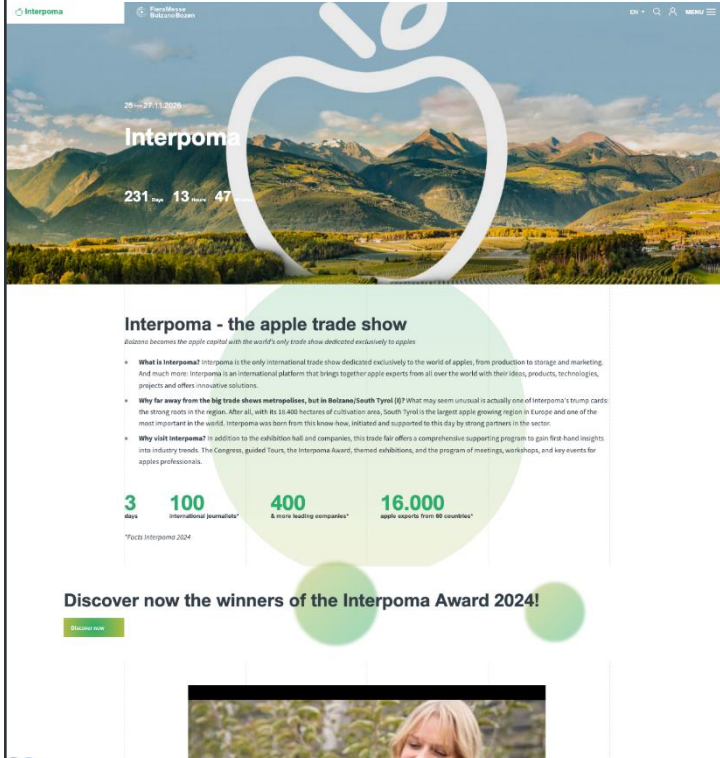 Interpoma
FieraMesse
BolzanoBozen
EN
MENU
25 — 27.11.2026
Interpoma
231 Days 13 Hours 47
Interpoma - the apple trade show
Bolzano becomes the apple capital with the world's only trade show dedicated exclusively to apples
What is Interpoma? Interpoma is the only international trade show dedicated exclusively to the world of apples, from production to storage and marketing.
And much more: Interpoma is an international platform that brings together apple experts from all over the world with their ideas, products, technologies,
projects and offers innovative solutions.
Why far away from the big trade shows metropolises, but in Bolzano/South Tyrol (I)? What may seem unusual is actually one of Interpoma's trump cards:
the strong roots in the region. After all, with its 18.400 hectares of cultivation area, South Tyrol is the largest apple growing region in Europe and one of the
most important in the world. Interpoma was born from this know-how, initiated and supported to this day by strong partners in the sector.
Why visit Interpoma? In addition to the exhibition hall and companies, this trade fair offers a comprehensive supporting program to gain first-hand insights
into industry trends. The Congress, guided Tours, the Interpoma Award, themed exhibitions, and the program of meetings, workshops, and key events for
apples professionals.
3 100 400 16.000
days international journalists* & more leading companies* apple experts from 60 countries*
*Facts Interpoma 2024
Discover now the winners of the Interpoma Award 2024!
Discover now